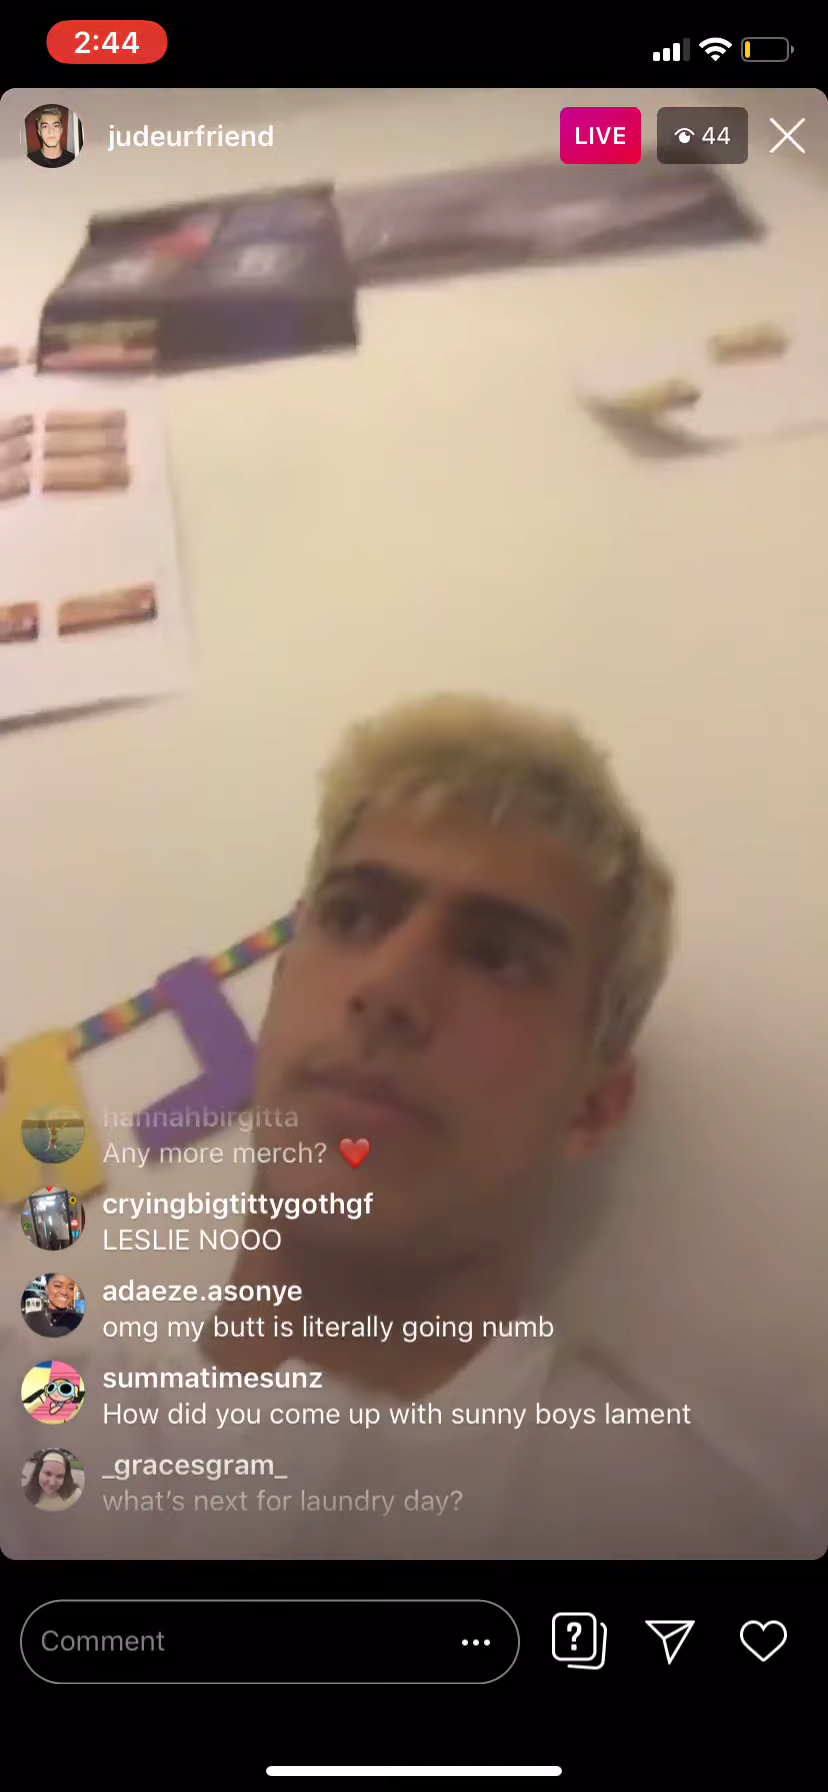 2:44
judeurfriend
LIVE
44
hannahbirgitta
Any more merch? ❤️
cryingbigtittygothgf
LESLIE NOOO
adaeze.asonye
omg my butt is literally going numb
summatimesunz
How did you come up with sunny boys lament
_gracesgram_
what's next for laundry day?
Comment